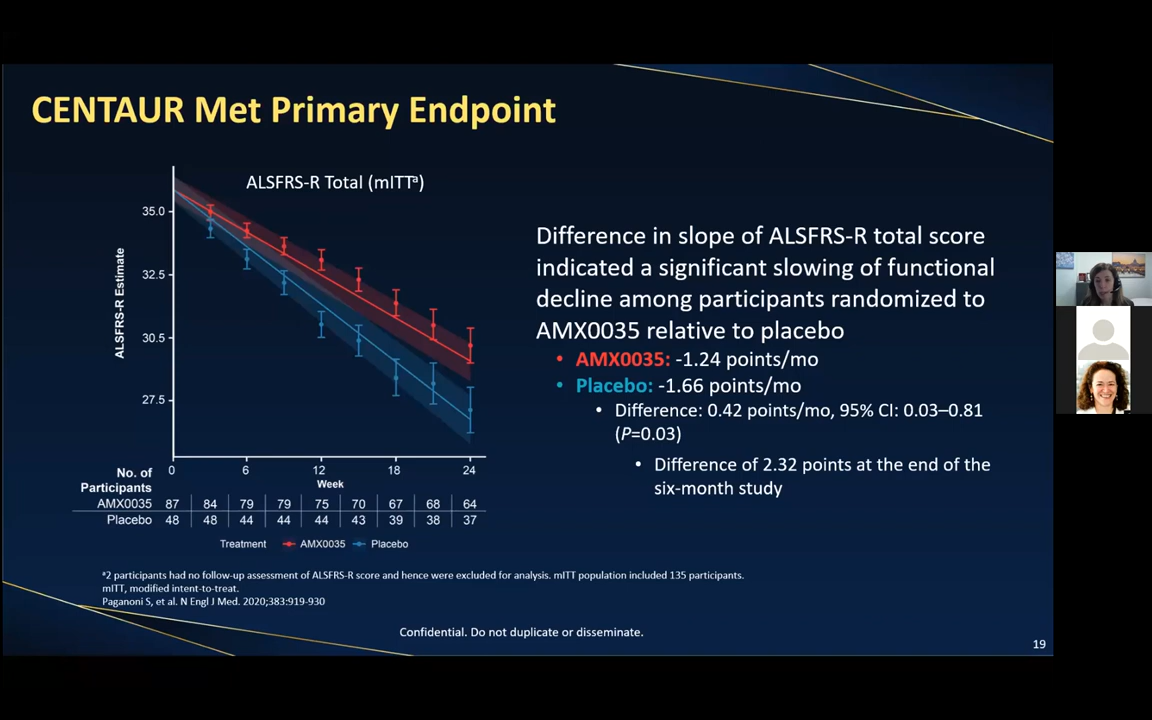 CENTAUR Met Primary Endpoint
ALSFRS-R Total (mITTᵃ)
ALSFRS-R Estimate
35.0
32.5
30.5
27.5
0 6 12 18 24
Week
No. of
Participants
AMX0035 87 84 79 79 75 70 67 68 64
Placebo 48 48 44 44 44 43 39 38 37
Treatment AMX0035 Placebo
Difference in slope of ALSFRS-R total score
indicated a significant slowing of functional
decline among participants randomized to
AMX0035 relative to placebo
• AMX0035: -1.24 points/mo
• Placebo: -1.66 points/mo
• Difference: 0.42 points/mo, 95% CI: 0.03–0.81
(P=0.03)
• Difference of 2.32 points at the end of the
six-month study
ᵃ2 participants had no follow-up assessment of ALSFRS-R score and hence were excluded for analysis. mITT population included 135 participants.
mITT, modified intent-to-treat.
Paganoni S, et al. N Engl J Med. 2020;383:919-930
Confidential. Do not duplicate or disseminate.
19